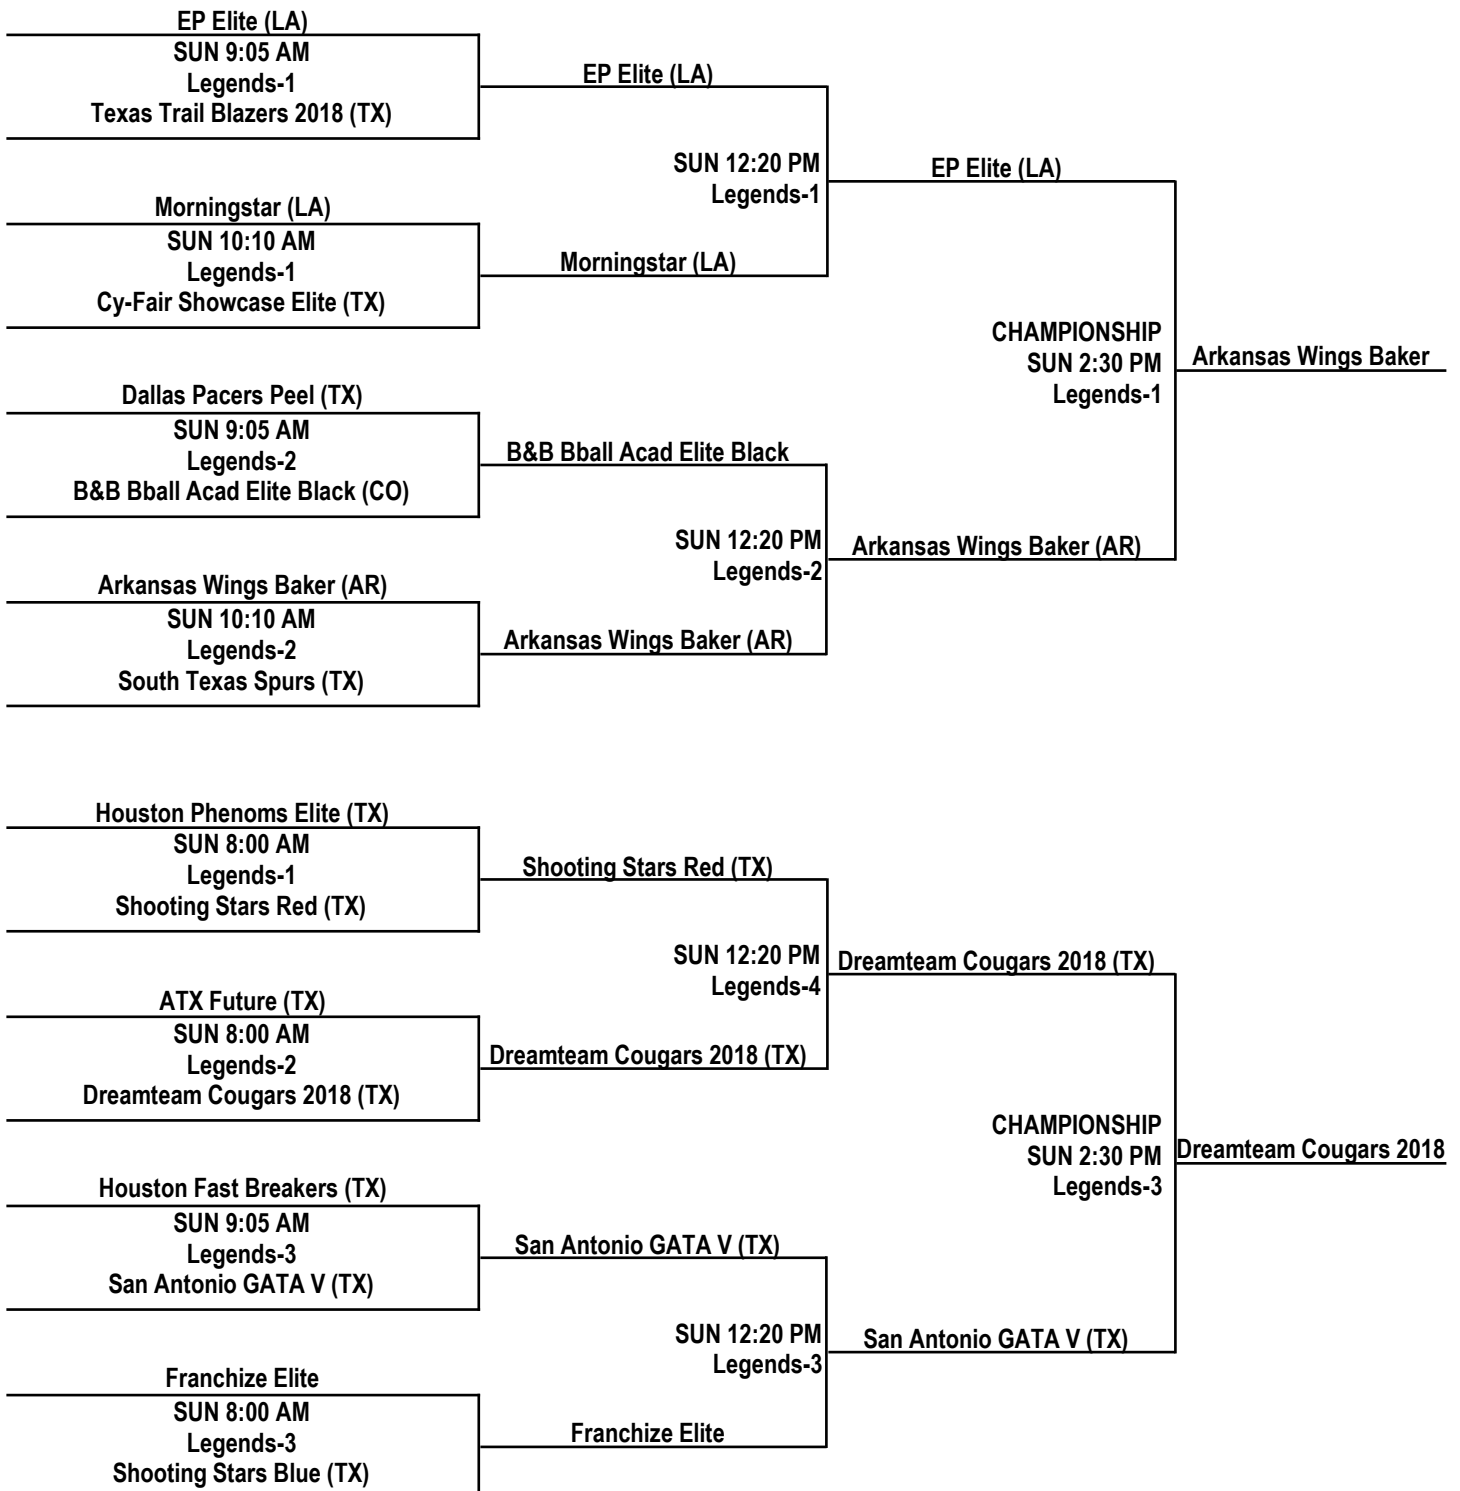 EP Elite (LA)
SUN 9:05 AM
Legends-1
Texas Trail Blazers 2018 (TX)
Morningstar (LA)
SUN 10:10 AM
Legends-1
Cy-Fair Showcase Elite (TX)
Dallas Pacers Peel (TX)
SUN 9:05 AM
Legends-2
B&B Bball Acad Elite Black (CO)
Arkansas Wings Baker (AR)
SUN 10:10 AM
Legends-2
South Texas Spurs (TX)
EP Elite (LA)
SUN 12:20 PM
Legends-1
Morningstar (LA)
B&B Bball Acad Elite Black
SUN 12:20 PM
Legends-2
Arkansas Wings Baker (AR)
EP Elite (LA)
CHAMPIONSHIP
SUN 2:30 PM
Legends-1
Arkansas Wings Baker (AR)
Arkansas Wings Baker
Houston Phenoms Elite (TX)
SUN 8:00 AM
Legends-1
Shooting Stars Red (TX)
ATX Future (TX)
SUN 8:00 AM
Legends-2
Dreamteam Cougars 2018 (TX)
Houston Fast Breakers (TX)
SUN 9:05 AM
Legends-3
San Antonio GATA V (TX)
Franchize Elite
SUN 8:00 AM
Legends-3
Shooting Stars Blue (TX)
Shooting Stars Red (TX)
SUN 12:20 PM
Legends-4
Dreamteam Cougars 2018 (TX)
San Antonio GATA V (TX)
SUN 12:20 PM
Legends-3
Franchize Elite
Dreamteam Cougars 2018 (TX)
CHAMPIONSHIP
SUN 2:30 PM
Legends-3
San Antonio GATA V (TX)
Dreamteam Cougars 2018